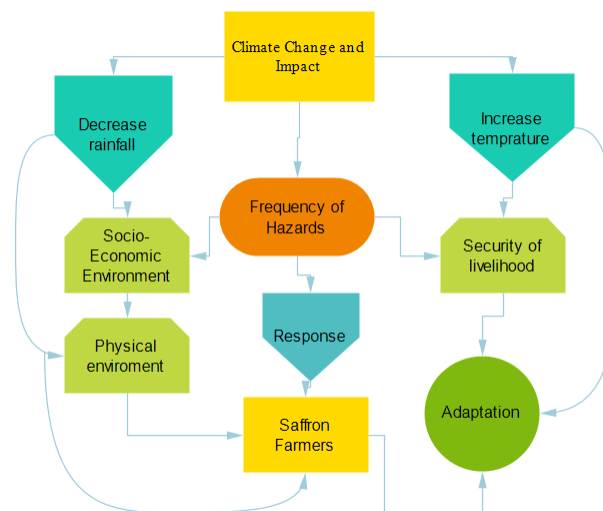 Climate Change and
Impact
Decrease
rainfall
Increase
temprature
Frequency of
Hazards
Socio-
Economic
Environment
Security of
livelihood
Response
Physical
enviroment
Saffron
Farmers
Adaptation